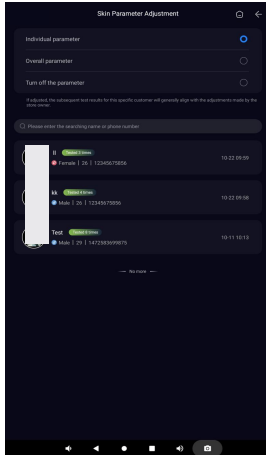 Skin Parameter Adjustment
Individual parameter
Overall parameter
Turn off the parameter
If adjusted, the subsequent test results for this specific customer will generally align with the adjustments made by the
store owner.
Please enter the searching name or phone number
ll Tested 3 times
Female | 26 | 12345675856
10-22 09:59
kk Tested 4 times
Male | 26 | 12345675856
10-22 09:58
Test
Male | 29 | 1472583699875
10-11 10:13
No more